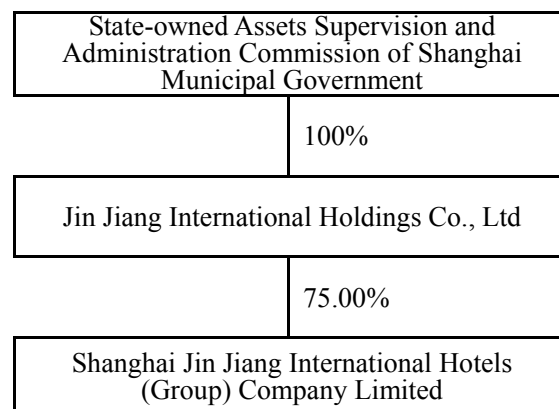 State-owned Assets Supervision and
Administration Commission of Shanghai
Municipal Government
100%
Jin Jiang International Holdings Co., Ltd
75.00%
Shanghai Jin Jiang International Hotels
(Group) Company Limited